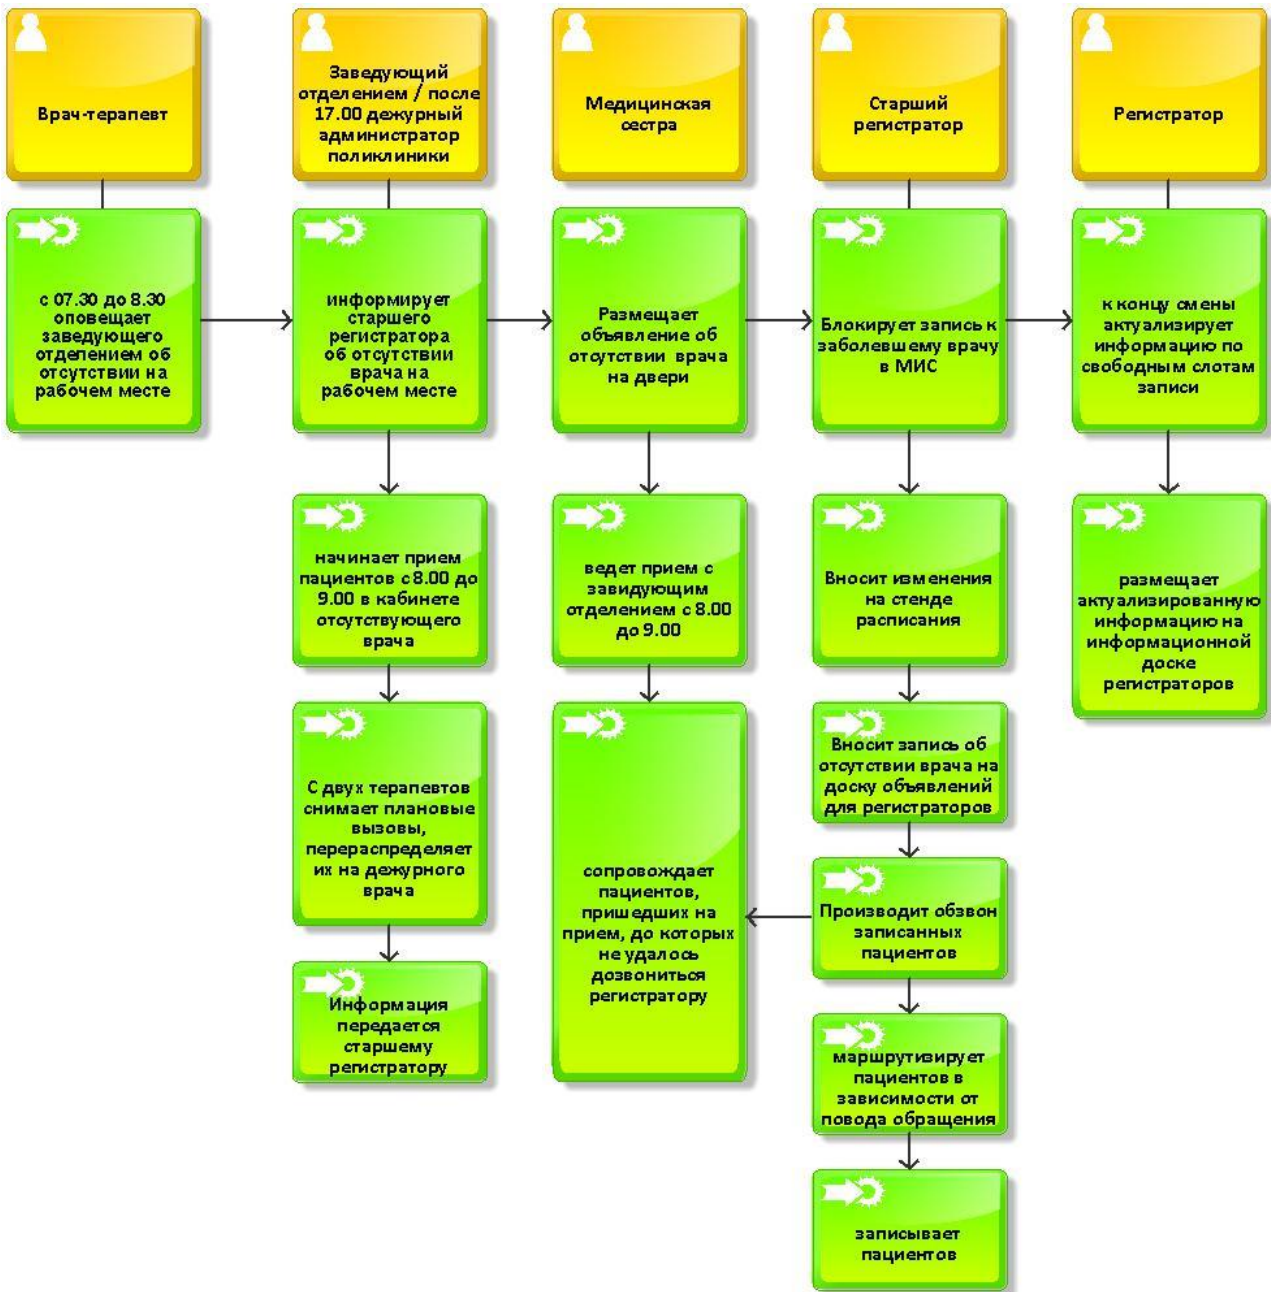 Врач-терапевт
Заведующий
отделением / после
17.00 дежурный
администратор
поликлиники
Медицинская
сестра
Старший
регистратор
Регистратор
с 07.30 до 8.30
оповещает
заведующего
отделением об
отсутствии на
рабочем месте
информирует
старшего
регистратора
об отсутствии
врача на
рабочем месте
Размещает
объявление об
отсутствии врача
на двери
Блокирует запись к
заболевшему врачу
в МИС
к концу смены
актуализирует
информацию по
свободным слотам
записи
начинает прием
пациентов с 8.00 до
9.00 в кабинете
отсутствующего
врача
ведет прием с
завидующим
отделением с 8.00
до 9.00
Вносит изменения
на стенде
расписания
размещает
актуализированную
информацию на
информационной
доске
регистраторов
С двух терапевтов
снимает плановые
вызовы,
перераспределяет
их на дежурного
врача
сопровождает
пациентов,
пришедших на
прием, до которых
не удалось
дозвониться
регистратору
Вносит запись об
отсутствии врача на
доску объявлений
для регистраторов
Производит обзвон
записанных
пациентов
Информация
передается
старшему
регистратору
маршрутизирует
пациентов в
зависимости от
повода обращения
записывает
пациентов